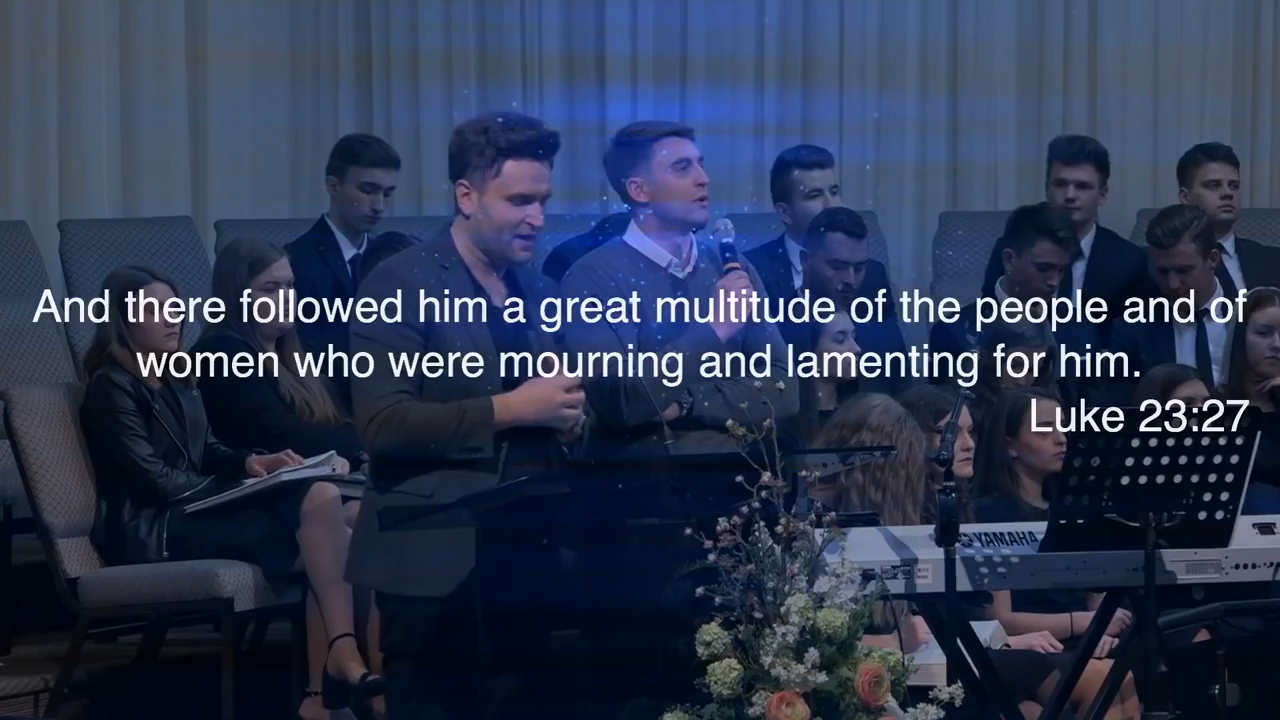 And there followed him a great multitude of the people and of
women who were mourning and lamenting for him.
Luke 23:27
YAMAHA